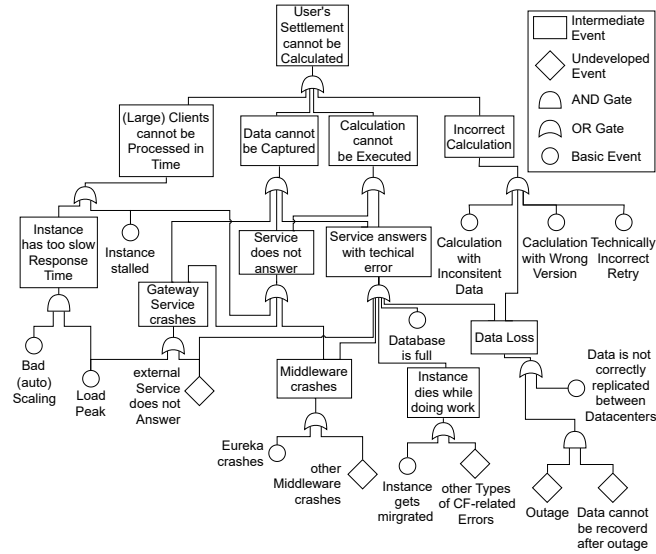 User's
Settlement
cannot be
Calculated
Intermediate
Event
Undeveloped
Event
AND Gate
OR Gate
Basic Event
(Large) Clients
cannot be
Processed in
Time
Data cannot
be Captured
Calculation
cannot
be Executed
Incorrect
Calculation
Instance
has too slow
Response
Time
Instance
stalled
Service
does not
answer
Service answers
with techical
error
Calculation
with
Inconsitent
Data
Caclulation
with Wrong
Version
Technically
Incorrect
Retry
Gateway
Service
crashes
Database
is full
Data Loss
Bad
(auto)
Scaling
Load
Peak
external
Service
does not
Answer
Middleware
crashes
Instance
dies while
doing work
Data is not
correctly
replicated
between
Datacenters
Eureka
crashes
other
Middleware
crashes
Instance
gets
mirgrated
other Types
of CF-related
Errors
Outage
Data cannot
be recoverd
after outage